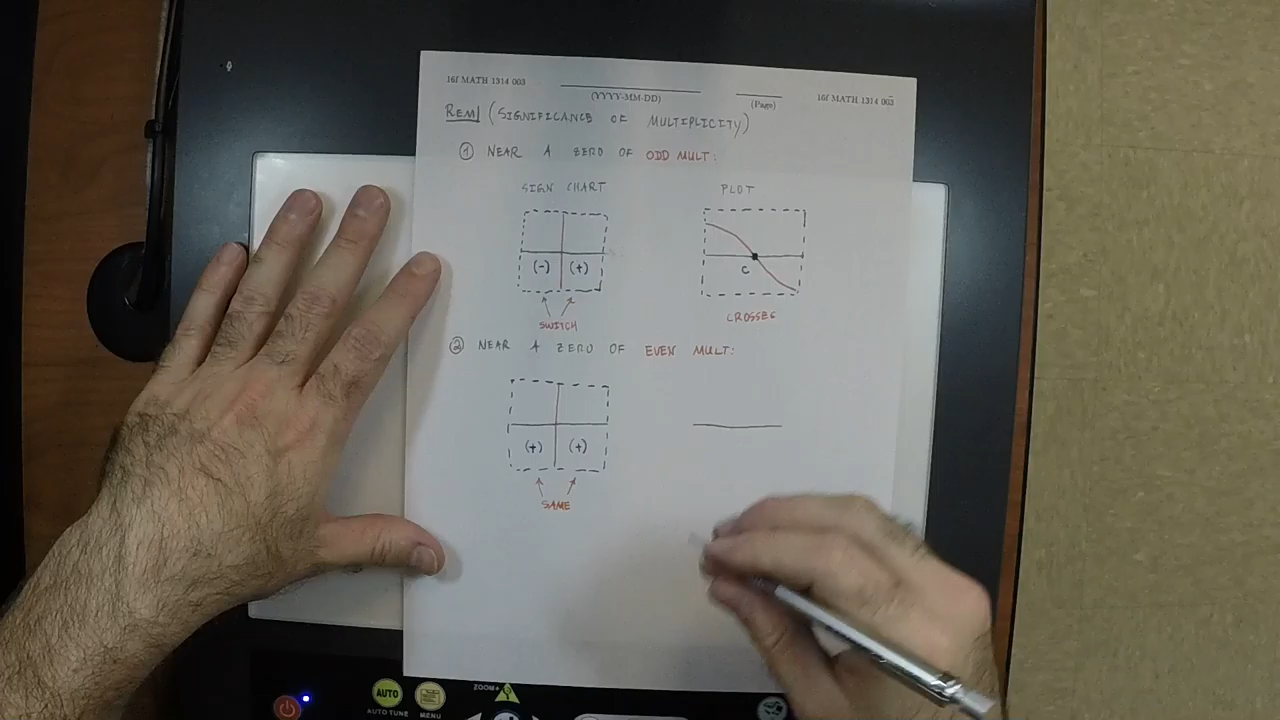 16f MATH 1314 003
(YYYY-MM-DD)
(Page)
16f MATH 1314 003
REM (SIGNIFICANCE OF MULTIPLICITY)
① NEAR A ZERO OF ODD MULT:
SIGN CHART PLOT
(-) (+)
C
SWITCH
CROSSES
② NEAR A ZERO OF EVEN MULT:
(+) (+)
SAME
AUTO
AUTO TUNE
MENU
ZOOM+